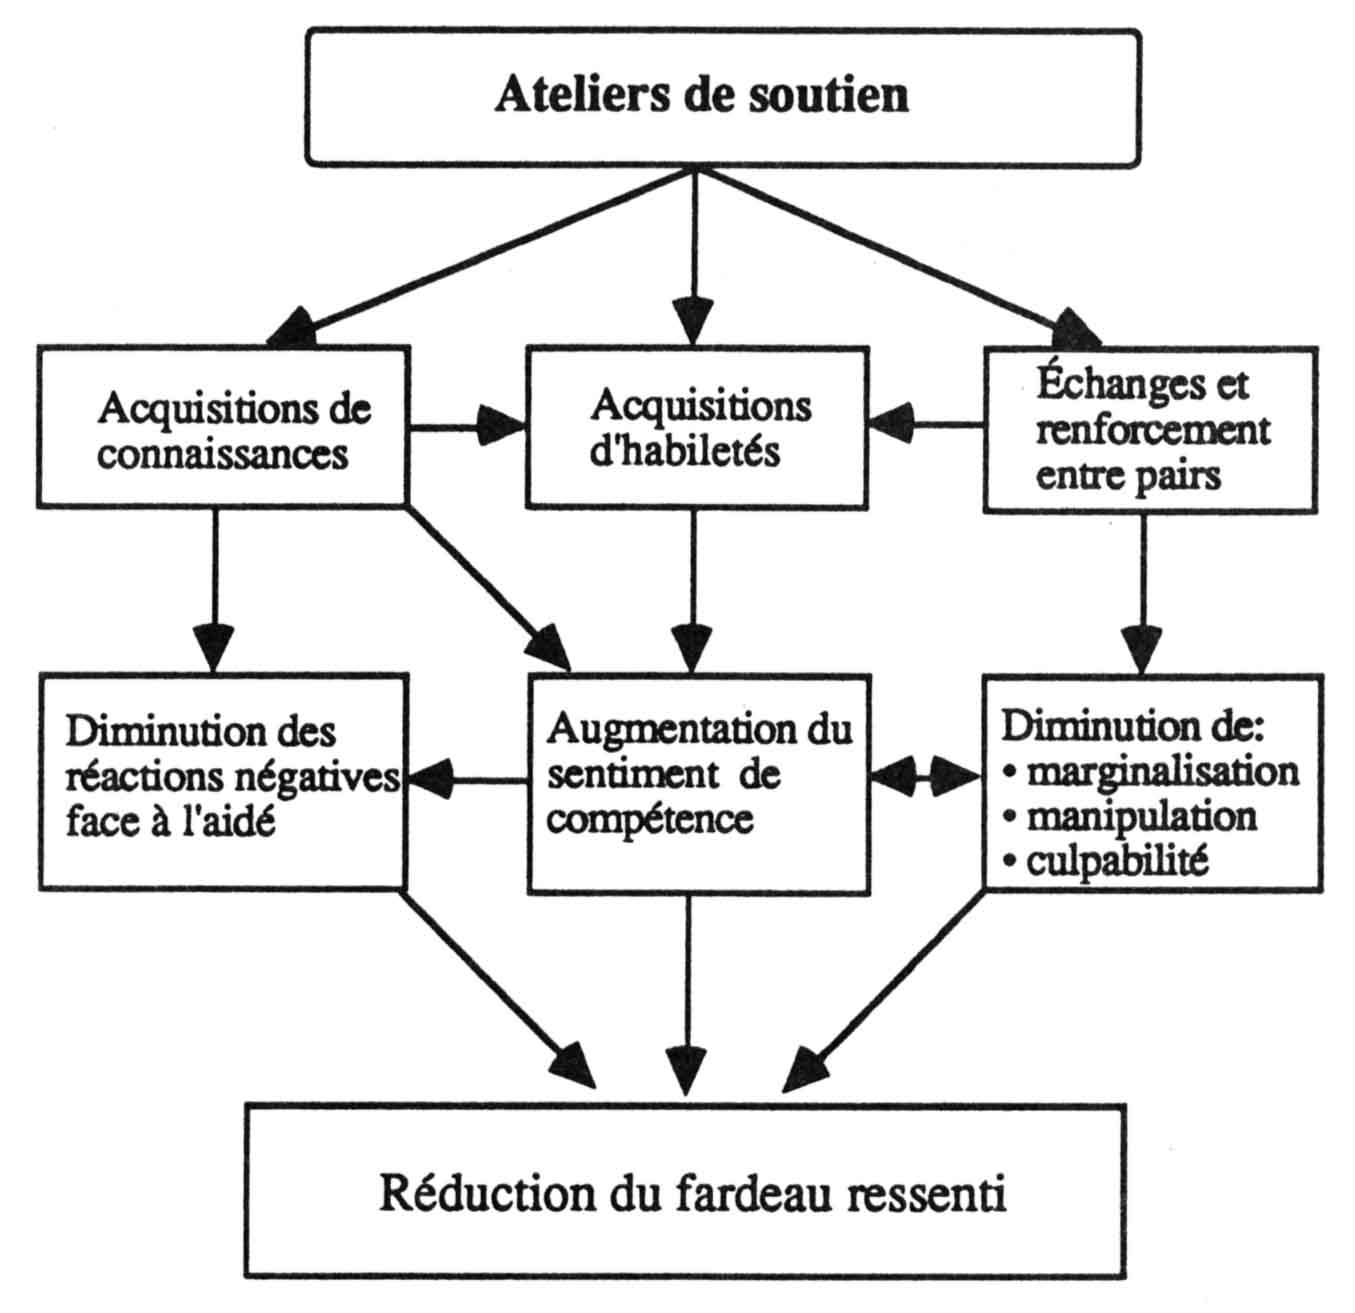 Ateliers de soutien
Acquisitions de
connaissances
Acquisitions
d'habiletés
Échanges et
renforcement
entre pairs
Diminution des
réactions négatives
face à l'aidé
Augmentation du
sentiment de
compétence
Diminution de:
• marginalisation
• manipulation
• culpabilité
Réduction du fardeau ressenti